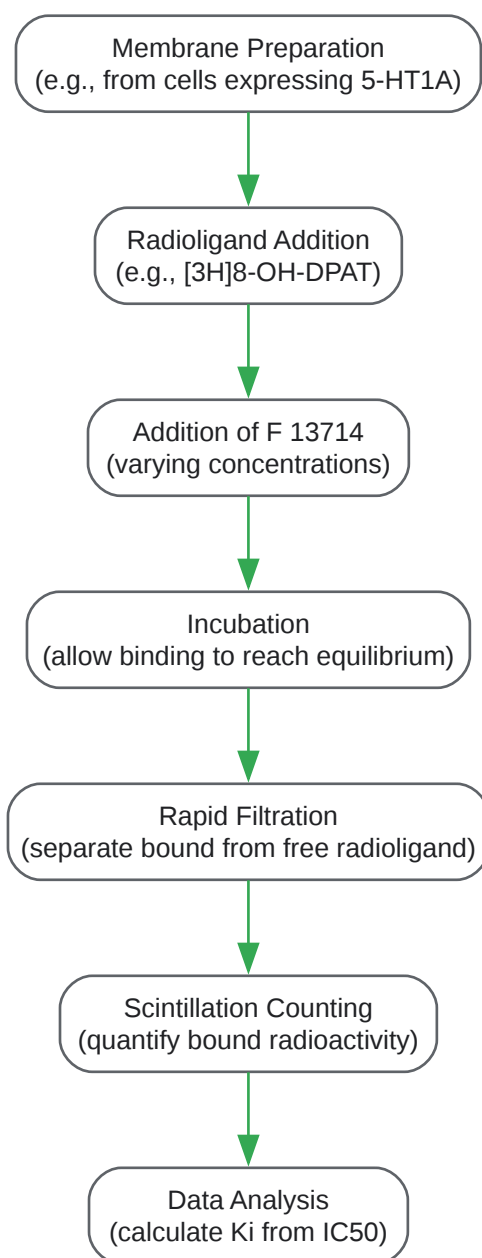 Membrane Preparation
(e.g., from cells expressing 5-HT1A)
Radioligand Addition
(e.g., [3H]8-OH-DPAT)
Addition of F 13714
(varying concentrations)
Incubation
(allow binding to reach equilibrium)
Rapid Filtration
(separate bound from free radioligand)
Scintillation Counting
(quantify bound radioactivity)
Data Analysis
(calculate Ki from IC50)